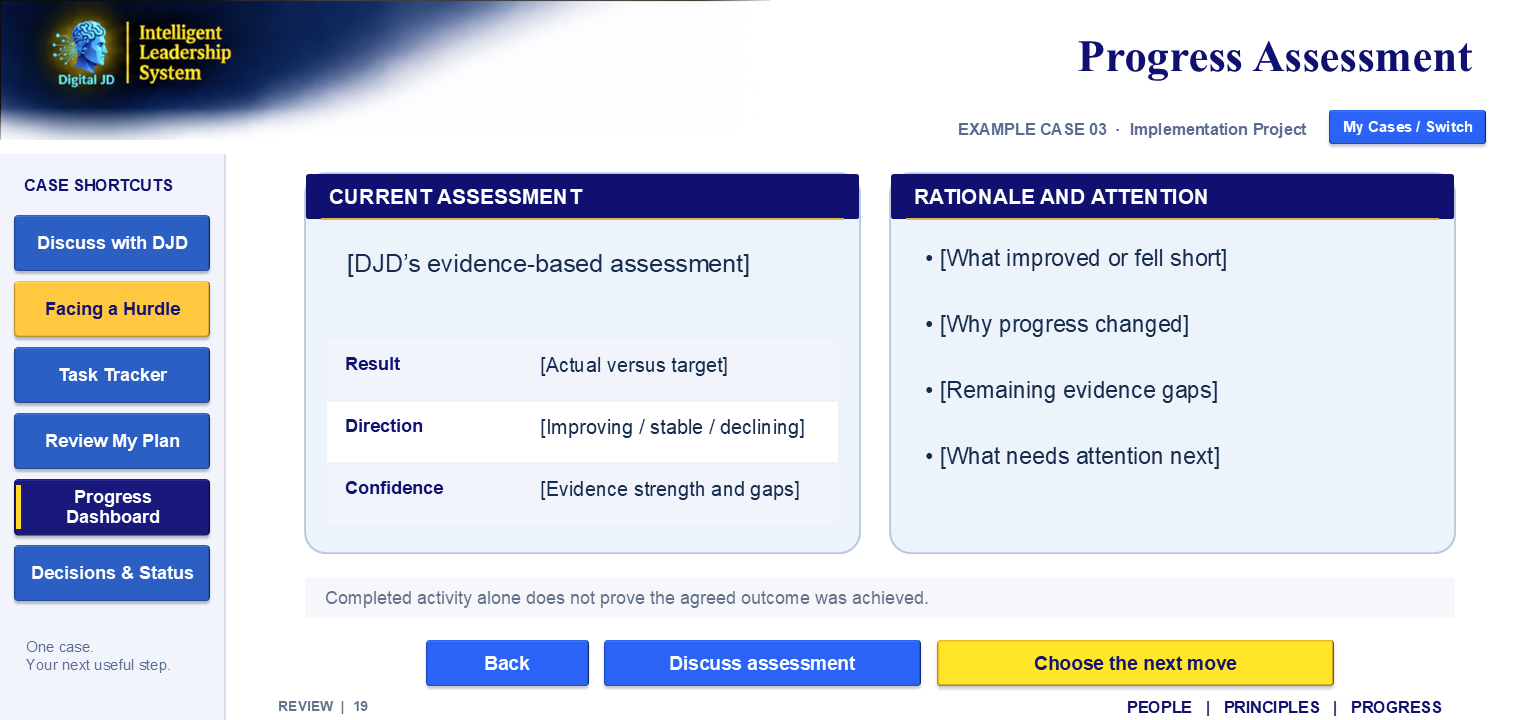 Intelligent
Leadership
System
Digital JD
Progress Assessment
EXAMPLE CASE 03 · Implementation Project
My Cases / Switch
CASE SHORTCUTS
Discuss with DJD
Facing a Hurdle
Task Tracker
Review My Plan
Progress
Dashboard
Decisions & Status
One case.
Your next useful step.
CURRENT ASSESSMENT
[DJD’s evidence-based assessment]
Result [Actual versus target]
Direction [Improving / stable / declining]
Confidence [Evidence strength and gaps]
RATIONALE AND ATTENTION
• [What improved or fell short]
• [Why progress changed]
• [Remaining evidence gaps]
• [What needs attention next]
Completed activity alone does not prove the agreed outcome was achieved.
Back
Discuss assessment
Choose the next move
REVIEW | 19
PEOPLE | PRINCIPLES | PROGRESS